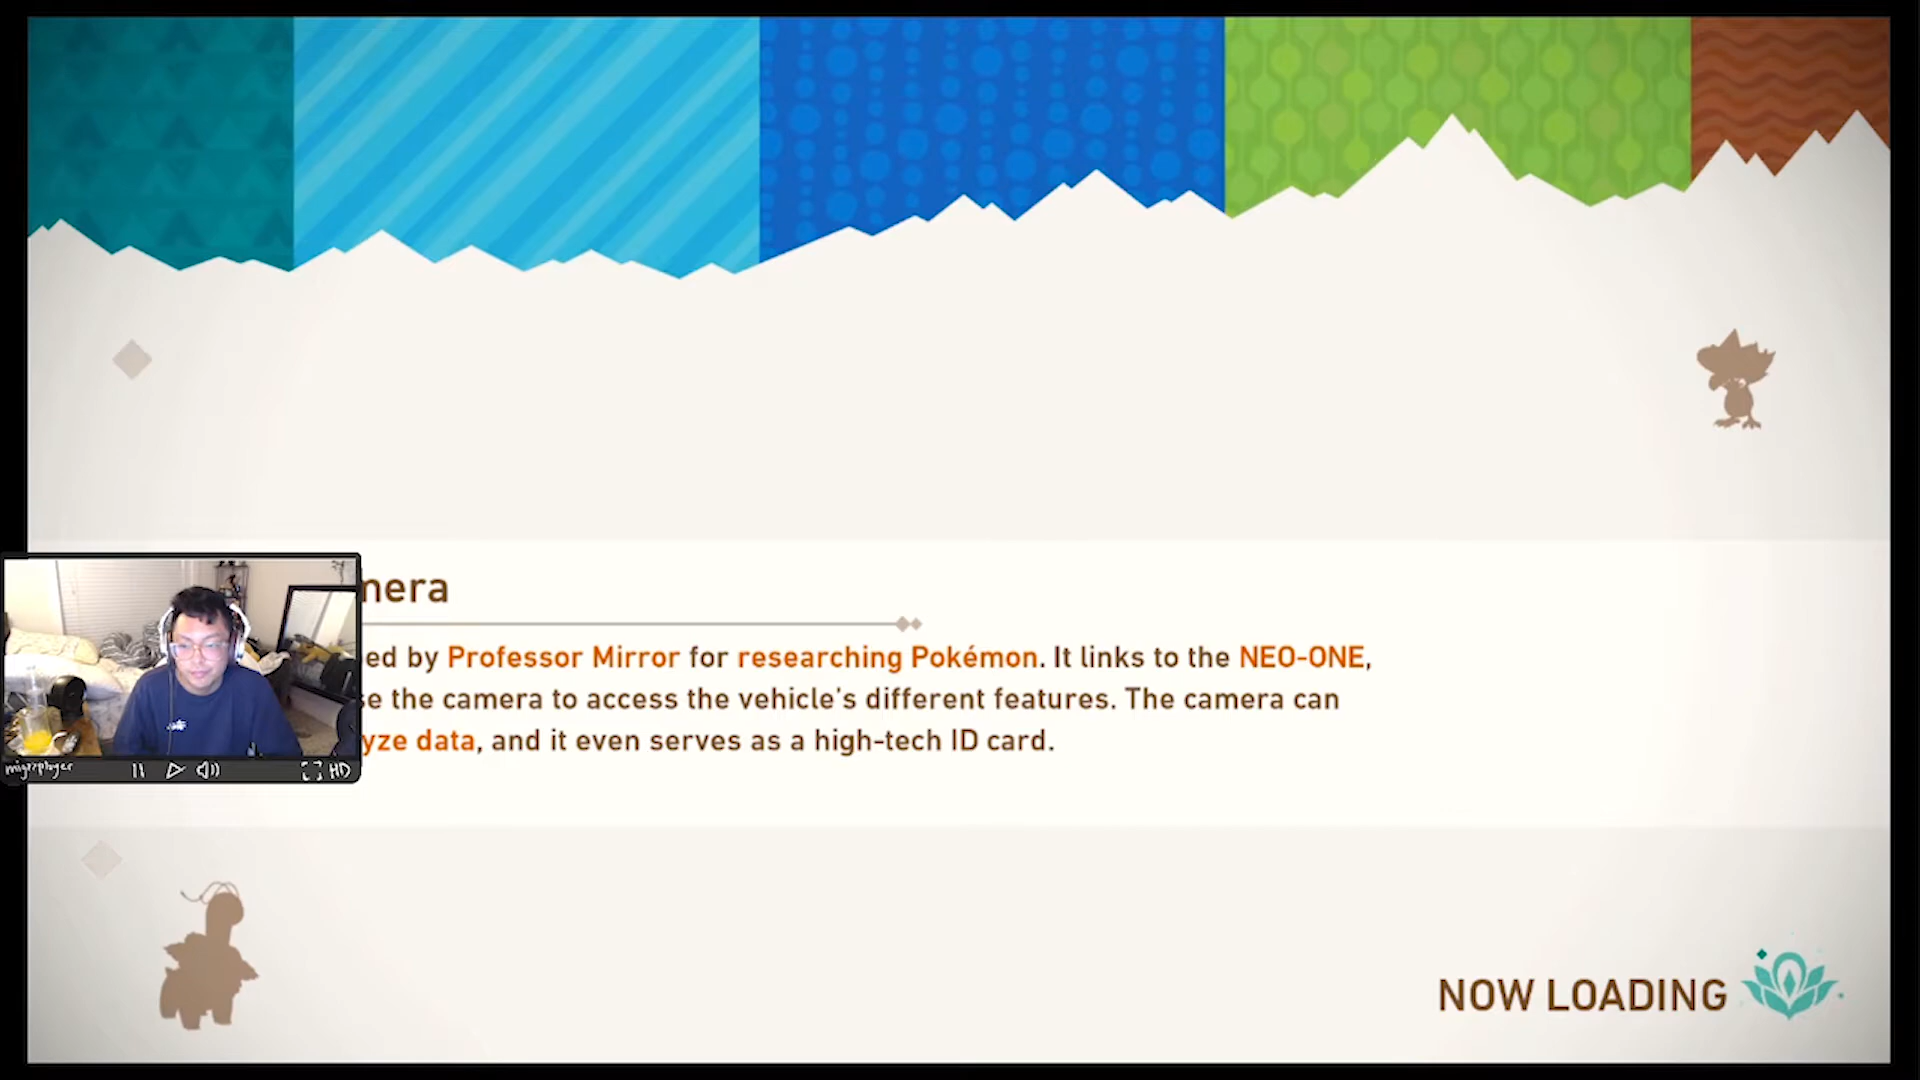 mera
ed by Professor Mirror for researching Pokémon. It links to the NEO-ONE,
se the camera to access the vehicle's different features. The camera can
yze data, and it even serves as a high-tech ID card.
HD
NOW LOADING